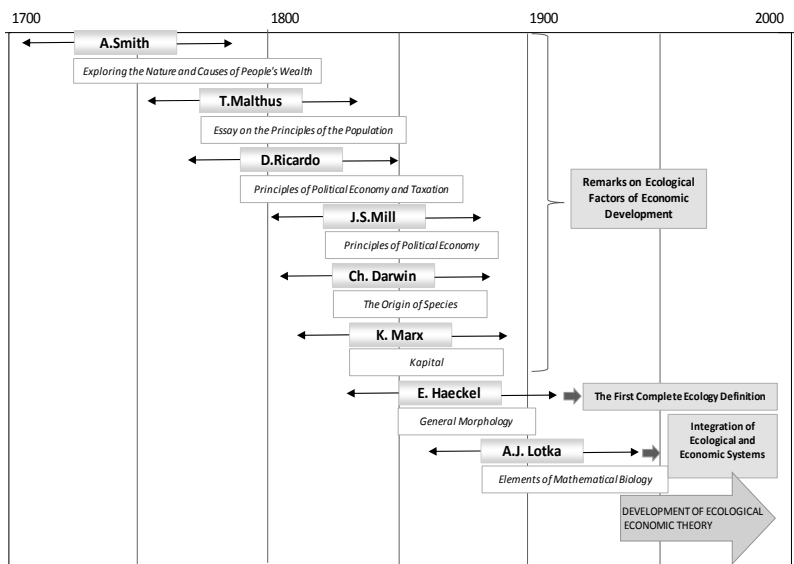 1700 1800 1900 2000
A.Smith
Exploring the Nature and Causes of People's Wealth
T.Malthus
Essay on the Principles of the Population
D.Ricardo
Principles of Political Economy and Taxation
J.S.Mill
Principles of Political Economy
Ch. Darwin
The Origin of Species
K. Marx
Kapital
Remarks on Ecological
Factors of Economic
Development
E. Haeckel
The First Complete Ecology Definition
General Morphology
A.J. Lotka
Integration of
Ecological and
Economic Systems
Elements of Mathematical Biology
DEVELOPMENT OF ECOLOGICAL
ECONOMIC THEORY